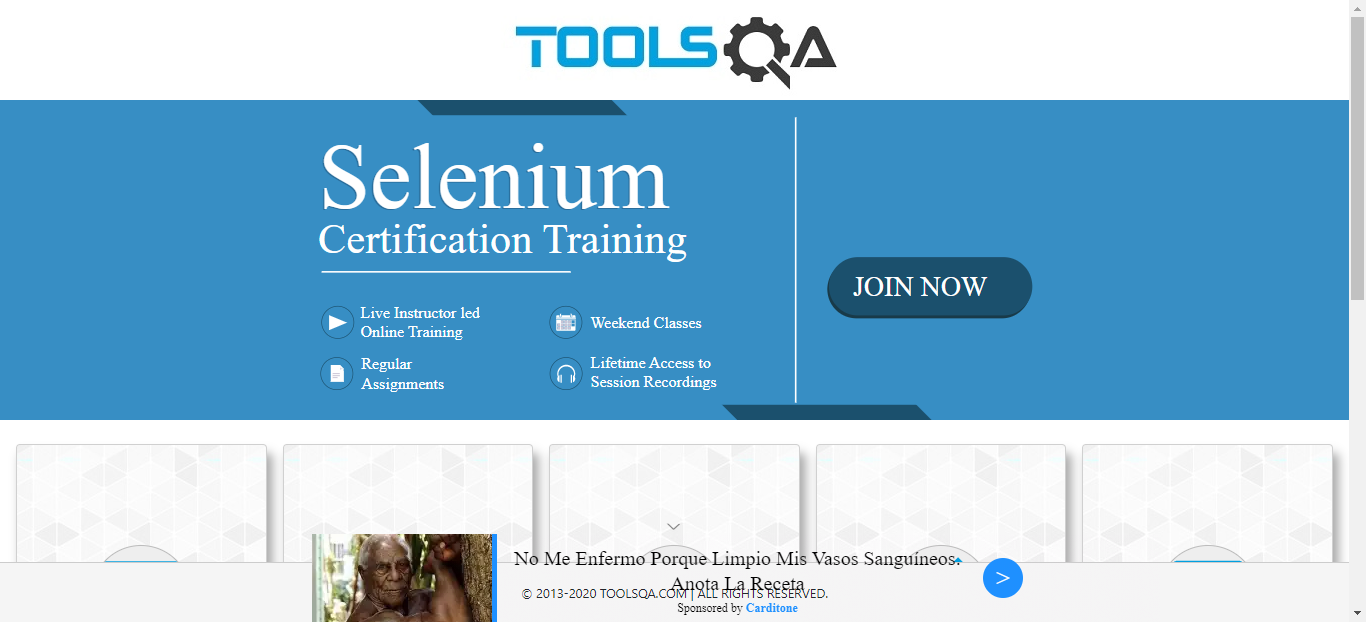 TOOLSQA
Selenium
Certification Training
JOIN NOW
Live Instructor led
Online Training
Weekend Classes
Regular
Assignments
Lifetime Access to
Session Recordings
No Me Enfermo Porque Limpio Mis Vasos Sanguíneos.
Anota La Receta
© 2013-2020 TOOLSQA.COM | ALL RIGHTS RESERVED.
Sponsored by Carditone